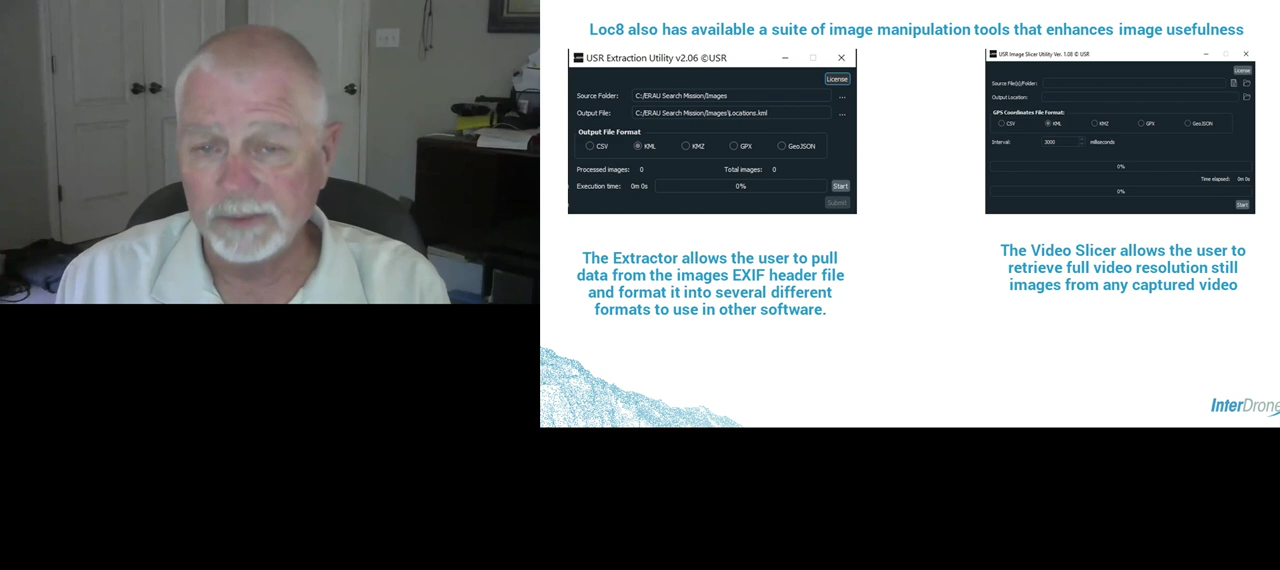 Loc8 also has available a suite of image manipulation tools that enhances image usefulness
USR Extraction Utility v2.06 ©USR
License
Source Folder: C:/ERAU Search Mission/Images ...
Output File: C:/ERAU Search Mission/Images\Locations.kml ...
Output File Format
CSV KML KMZ GPX GeoJSON
Processed images: 0 Total images: 0
Execution time: 0m 0s 0% Start
Submit
The Extractor allows the user to pull
data from the images EXIF header file
and format it into several different
formats to use in other software.
USR Image Slicer Utility Ver. 1.08 © USR
License
Source File(s)/Folder:
Output Location:
GPS Coordinates File Format:
CSV KML KMZ GPX GeoJSON
Interval: 3000 milliseconds
0%
Time elapsed: 0m 0s
0%
Start
The Video Slicer allows the user to
retrieve full video resolution still
images from any captured video
InterDrone